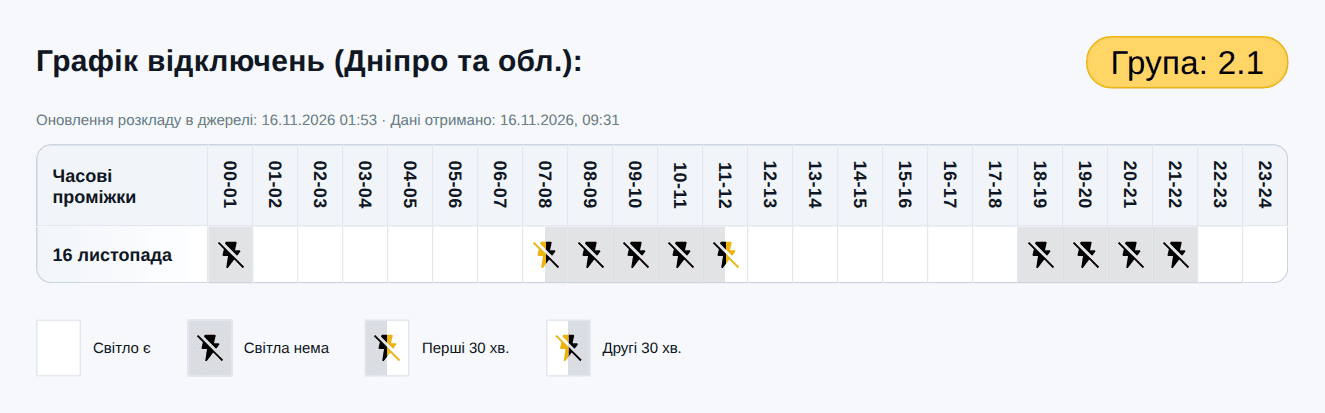 Графік відключень (Дніпро та обл.):
Група: 2.1
Оновлення розкладу в джерелі: 16.11.2026 01:53 · Дані отримано: 16.11.2026, 09:31
Часові
проміжки
00-01
01-02
02-03
03-04
04-05
05-06
06-07
07-08
08-09
09-10
10-11
11-12
12-13
13-14
14-15
15-16
16-17
17-18
18-19
19-20
20-21
21-22
22-23
23-24
16 листопада
Світло є
Світла нема
Перші 30 хв.
Другі 30 хв.